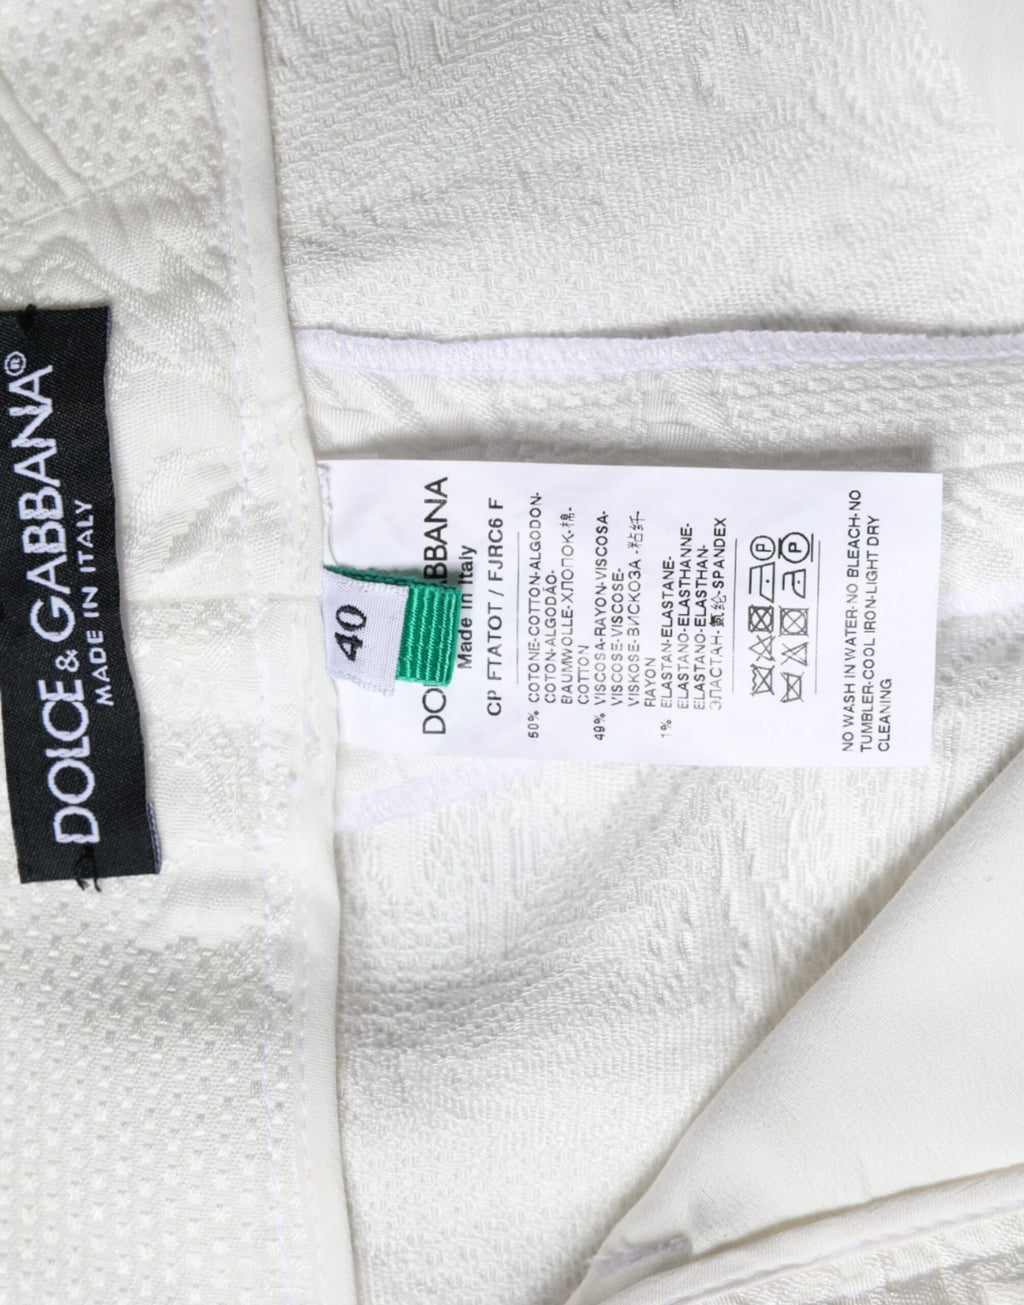 DOLCE & GABBANA®
MADE IN ITALY
40
DO BBANA
Made in Italy
CP FTATOT / FJRC6 F
50% COTONE-COTTON-ALGODON-
COTON-ALGODÃO-
BAUMWOLLE-ХЛОПОК-棉-
COTTON
49% VISCOSA-RAYON-VISCOSA-
VISCOSE-VISCOSE-
VISKOSE-ВИСКОЗА-粘纤-
RAYON
1% ELASTAN-ELASTANE-
ELASTANO-ELASTHANNE-
ELASTANO-ELASTHAN-
ЭЛАСТАН-氨纶-SPANDEX
P
P
NO WASH IN WATER-NO BLEACH-NO
TUMBLER-COOL IRON-LIGHT DRY
CLEANING